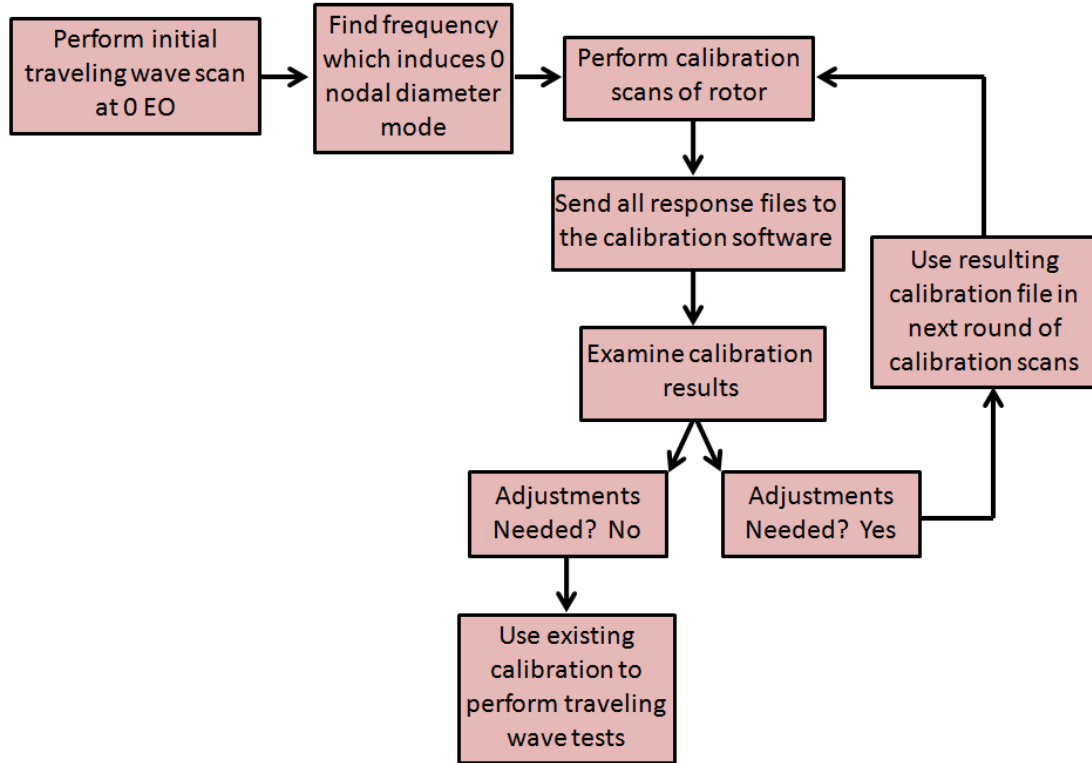 Perform initial
traveling wave scan
at 0 EO
Find frequency
which induces 0
nodal diameter
mode
Perform calibration
scans of rotor
Send all response files to
the calibration software
Use resulting
calibration file in
next round of
calibration scans
Examine calibration
results
Adjustments
Needed?  No
Adjustments
Needed?  Yes
Use existing
calibration to
perform traveling
wave tests